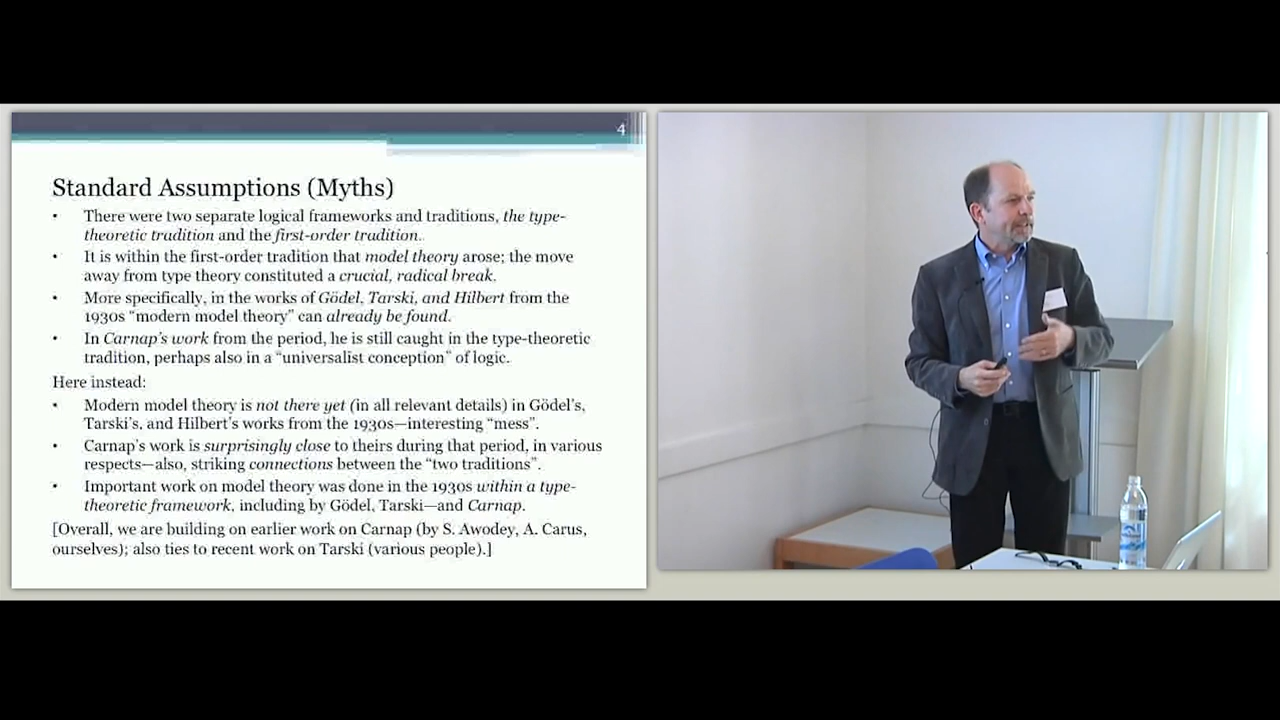 4
Standard Assumptions (Myths)
• There were two separate logical frameworks and traditions, the type-
theoretic tradition and the first-order tradition.
• It is within the first-order tradition that model theory arose; the move
away from type theory constituted a crucial, radical break.
• More specifically, in the works of Gödel, Tarski, and Hilbert from the
1930s “modern model theory” can already be found.
• In Carnap’s work from the period, he is still caught in the type-theoretic
tradition, perhaps also in a “universalist conception” of logic.
Here instead:
• Modern model theory is not there yet (in all relevant details) in Gödel’s,
Tarski’s, and Hilbert’s works from the 1930s—interesting “mess”.
• Carnap’s work is surprisingly close to theirs during that period, in various
respects—also, striking connections between the “two traditions”.
• Important work on model theory was done in the 1930s within a type-
theoretic framework, including by Gödel, Tarski—and Carnap.
[Overall, we are building on earlier work on Carnap (by S. Awodey, A. Carus,
ourselves); also ties to recent work on Tarski (various people).]